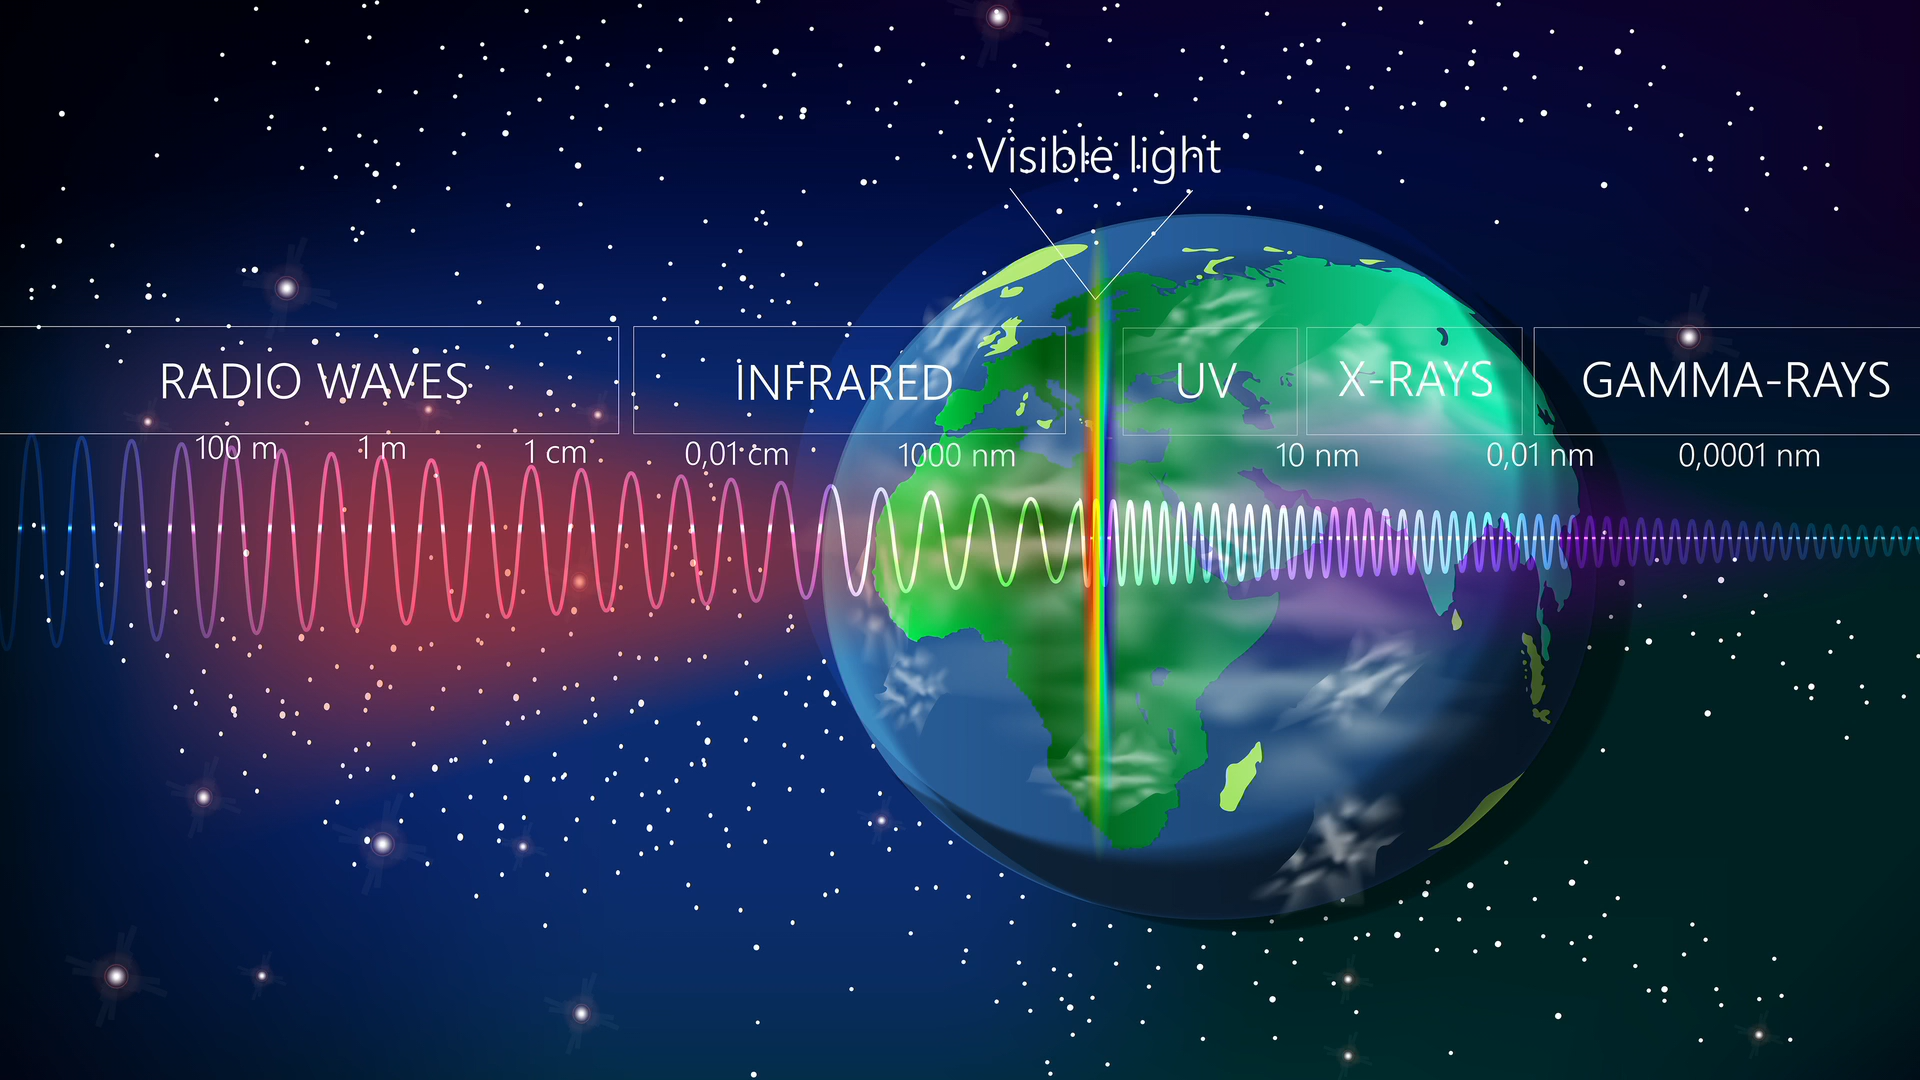 Visible light
RADIO WAVES
INFRARED
UV
X-RAYS
GAMMA-RAYS
100 m
1 m
1 cm
0,01 cm
1000 nm
10 nm
0,01 nm
0,0001 nm